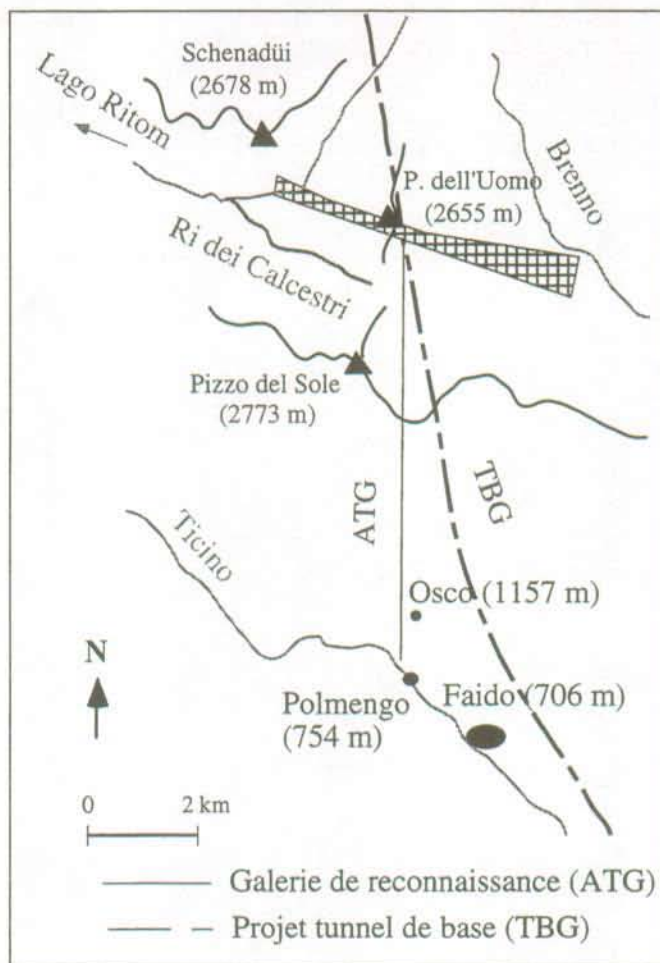 Schenadüi
(2678 m)
Lago Ritom
Brenno
P. dell'Uomo
(2655 m)
Ri dei Calcestri
Pizzo del Sole
(2773 m)
ATG
TBG
Ticino
Osco (1157 m)
N
Polmengo
(754 m)
Faido (706 m)
0 2 km
Galerie de reconnaissance (ATG)
Projet tunnel de base (TBG)